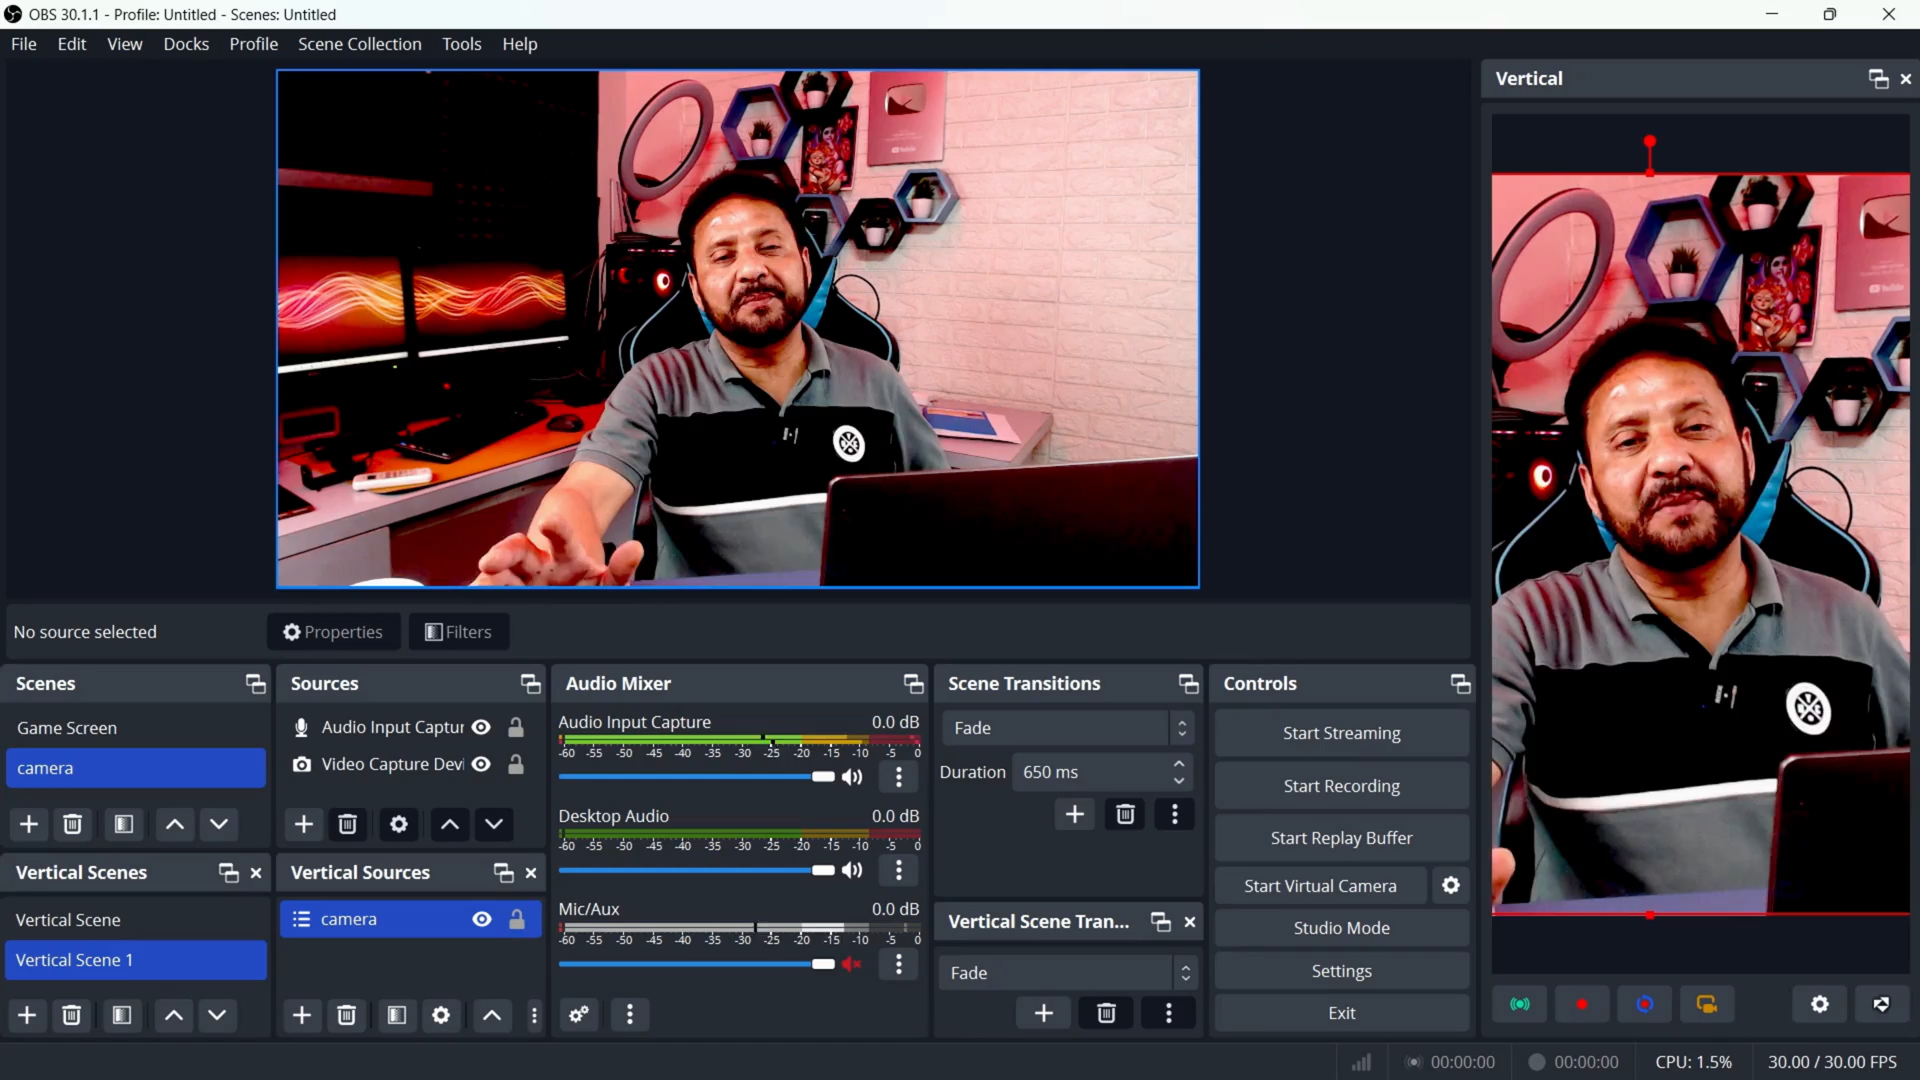 OBS 30.1.1 - Profile: Untitled - Scenes: Untitled
File Edit View Docks Profile Scene Collection Tools Help
Vertical
YouTube
YouTube
No source selected
Properties
Filters
Scenes
Game Screen
camera
Sources
Audio Input Captur
Video Capture Devi
Audio Mixer
Audio Input Capture 0.0 dB
-60 -55 -50 -45 -40 -35 -30 -25 -20 -15 -10 -5 0
Desktop Audio 0.0 dB
-60 -55 -50 -45 -40 -35 -30 -25 -20 -15 -10 -5 0
Mic/Aux 0.0 dB
-60 -55 -50 -45 -40 -35 -30 -25 -20 -15 -10 -5 0
Scene Transitions
Fade
Duration 650 ms
Controls
Start Streaming
Start Recording
Start Replay Buffer
Start Virtual Camera
Studio Mode
Settings
Exit
Vertical Scenes
Vertical Scene
Vertical Scene 1
Vertical Sources
camera
Vertical Scene Tran...
Fade
00:00:00
00:00:00
CPU: 1.5%
30.00 / 30.00 FPS